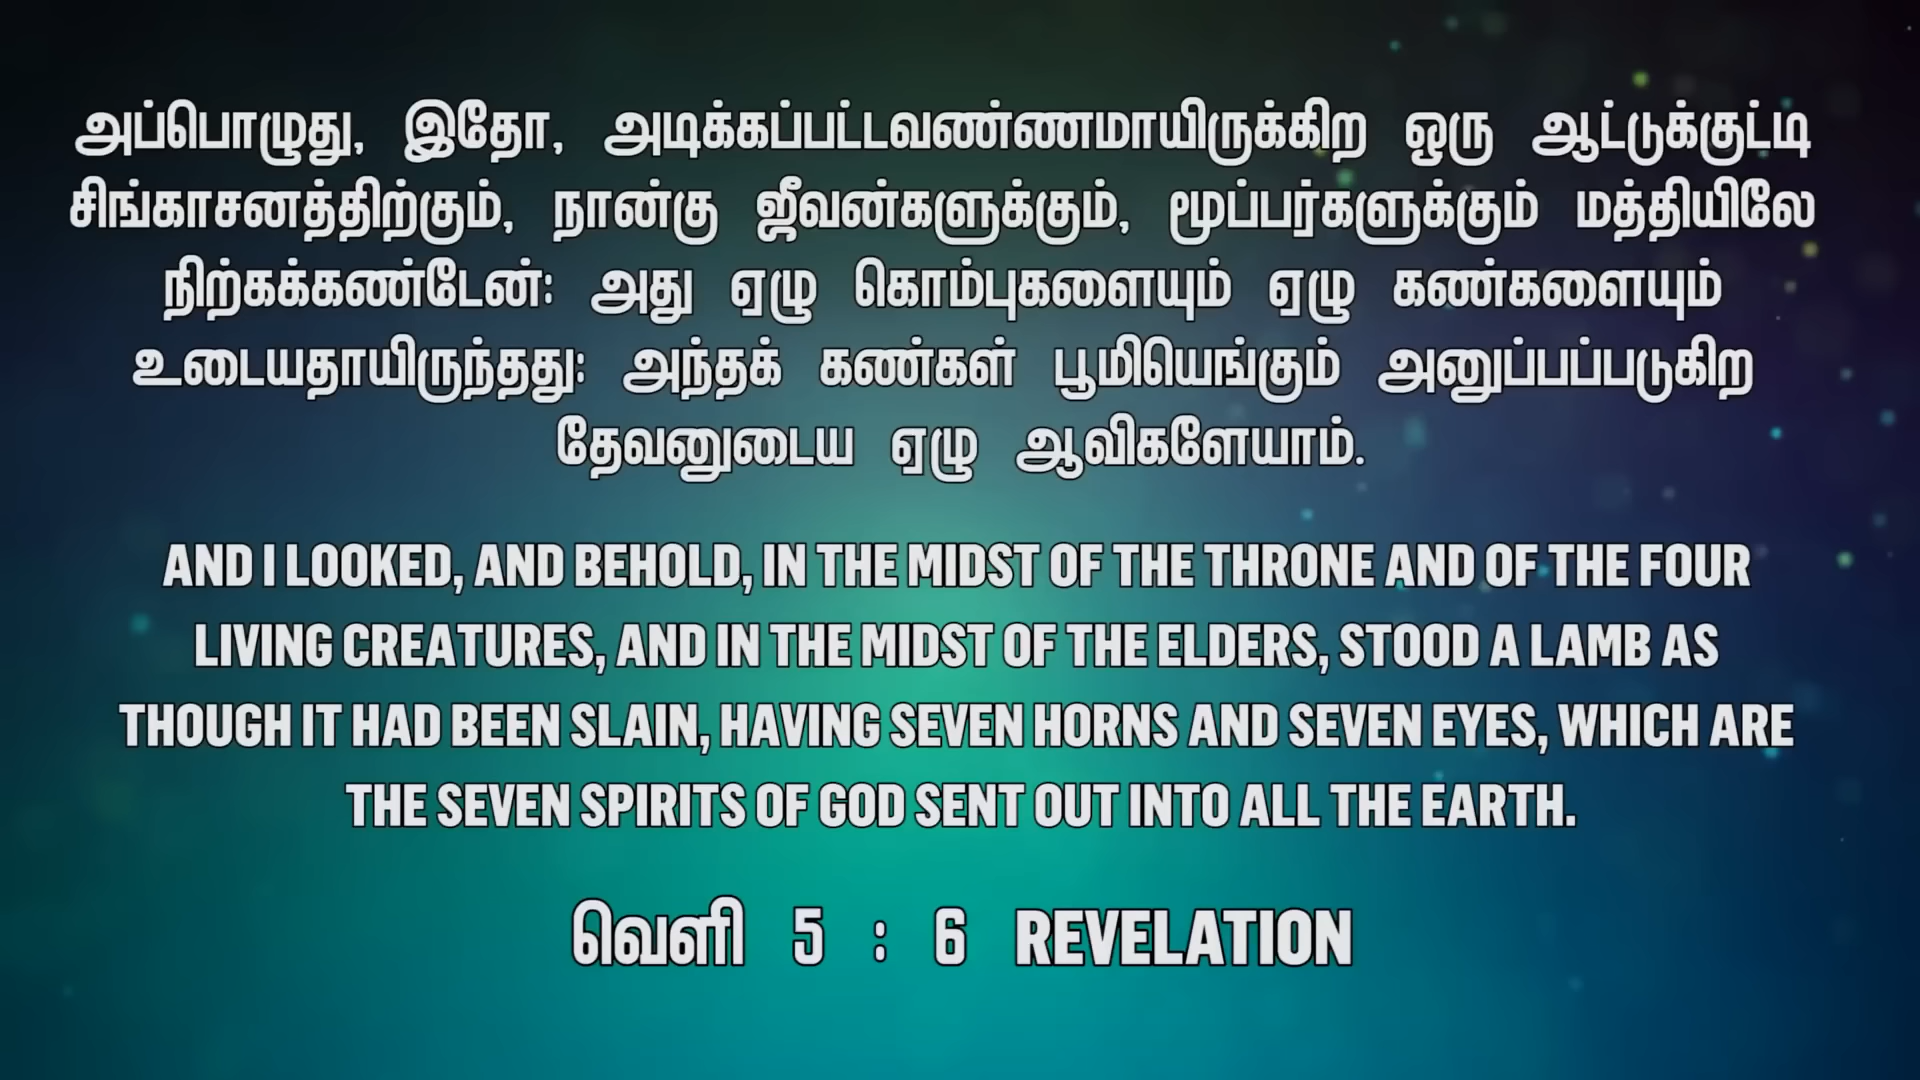 அப்பொழுது, இதோ, அடிக்கப்பட்டவண்ணமாயிருக்கிற ஒரு ஆட்டுக்குட்டி
சிங்காசனத்திற்கும், நான்கு ஜீவன்களுக்கும், மூப்பர்களுக்கும் மத்தியிலே
நிற்கக்கண்டேன்: அது ஏழு கொம்புகளையும் ஏழு கண்களையும்
உடையதாயிருந்தது: அந்தக் கண்கள் பூமியெங்கும் அனுப்பப்படுகிற
தேவனுடைய ஏழு ஆவிகளேயாம்.
AND I LOOKED, AND BEHOLD, IN THE MIDST OF THE THRONE AND OF THE FOUR
LIVING CREATURES, AND IN THE MIDST OF THE ELDERS, STOOD A LAMB AS
THOUGH IT HAD BEEN SLAIN, HAVING SEVEN HORNS AND SEVEN EYES, WHICH ARE
THE SEVEN SPIRITS OF GOD SENT OUT INTO ALL THE EARTH.
வெளி 5 : 6 REVELATION